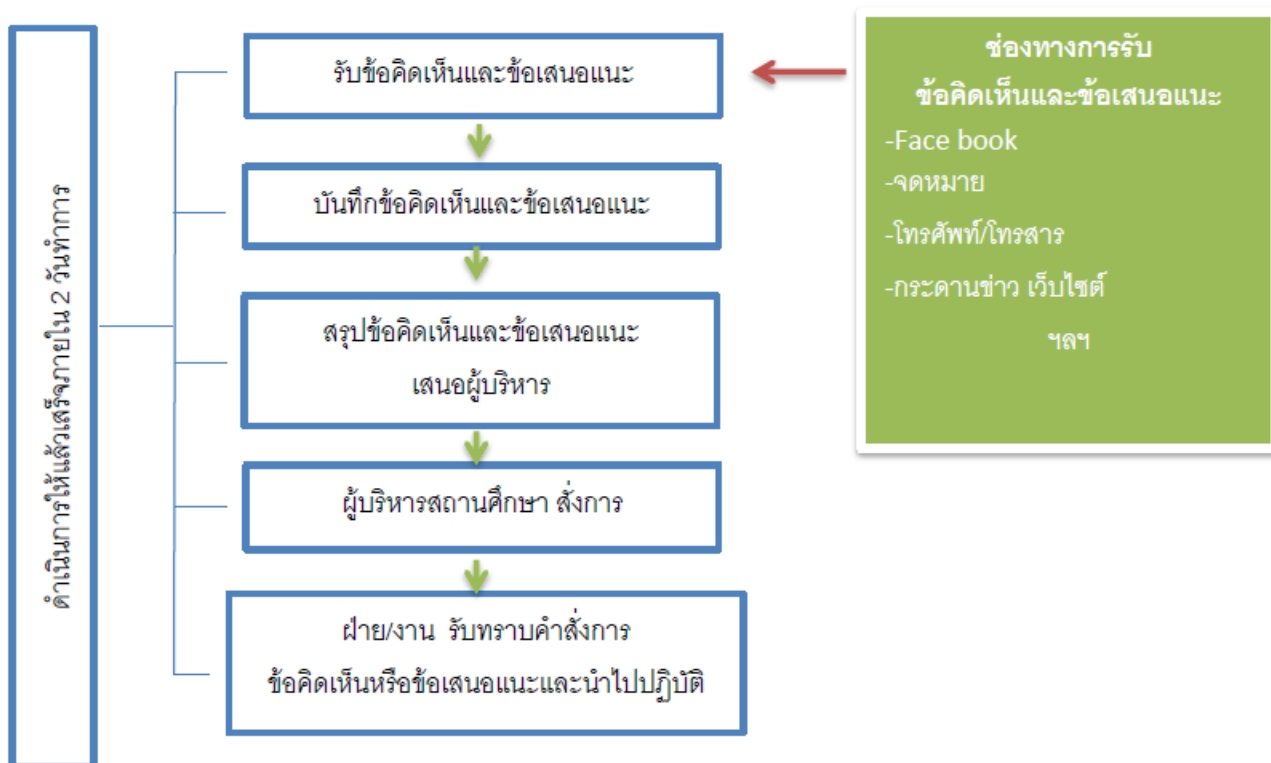 ดำเนินการให้แล้วเสร็จภายใน 2 วันทำการ
รับข้อคิดเห็นและข้อเสนอแนะ
บันทึกข้อคิดเห็นและข้อเสนอแนะ
สรุปข้อคิดเห็นและข้อเสนอแนะ
เสนอผู้บริหาร
ผู้บริหารสถานศึกษา สั่งการ
ฝ่าย/งาน รับทราบคำสั่งการ
ข้อคิดเห็นหรือข้อเสนอแนะและนำไปปฏิบัติ
ช่องทางการรับ
ข้อคิดเห็นและข้อเสนอแนะ
-Face book
-จดหมาย
-โทรศัพท์/โทรสาร
-กระดานข่าว เว็บไซต์
ฯลฯ